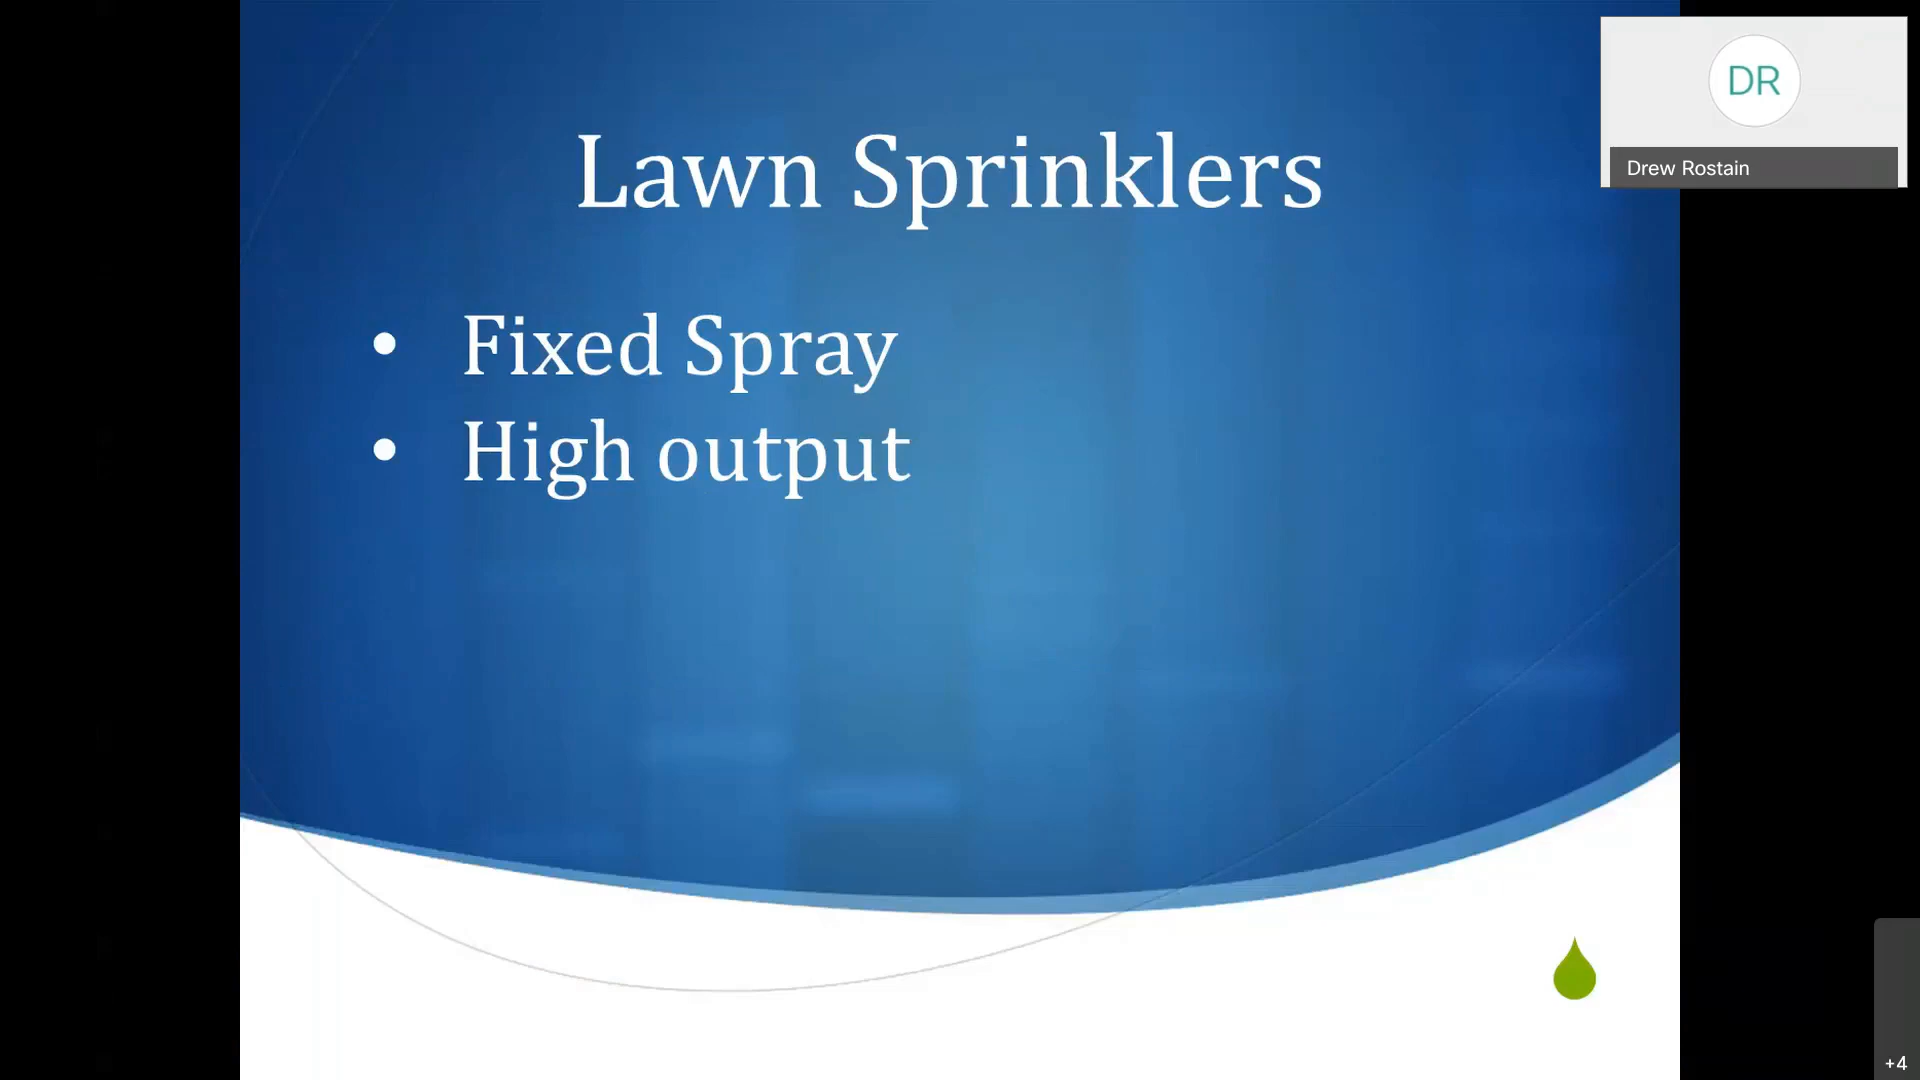 Lawn Sprinklers
• Fixed Spray
• High output
DR
Drew Rostain
+4